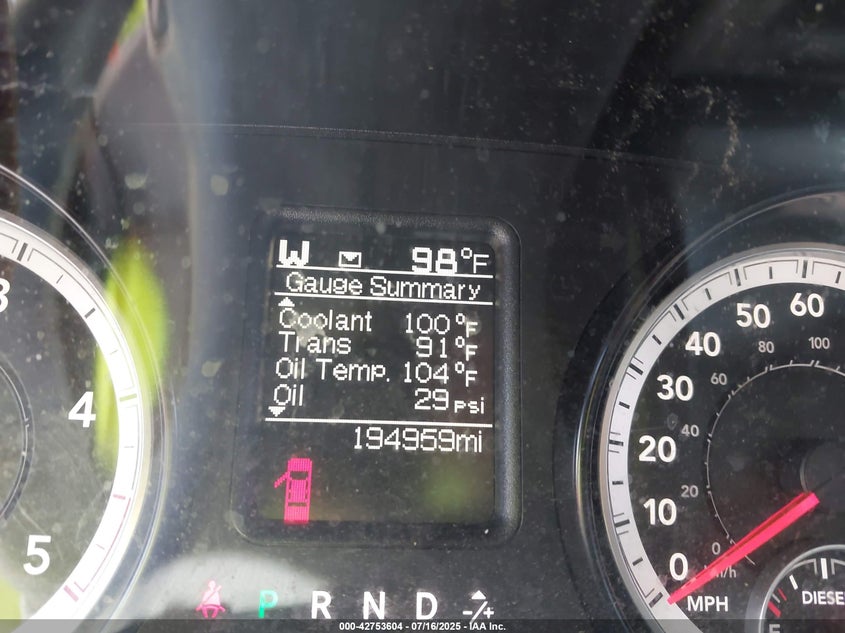 W 98°F
Gauge Summary
Coolant 100°F
Trans 91°F
Oil Temp. 104°F
Oil 29 psi
194959mi
3
4
5
P R N D -/+
0
10
20
30
40
50
60
0
20
40
60
80
100
km/h
MPH
DIESE
F
000-42753604 - 07/16/2025 - IAA Inc.